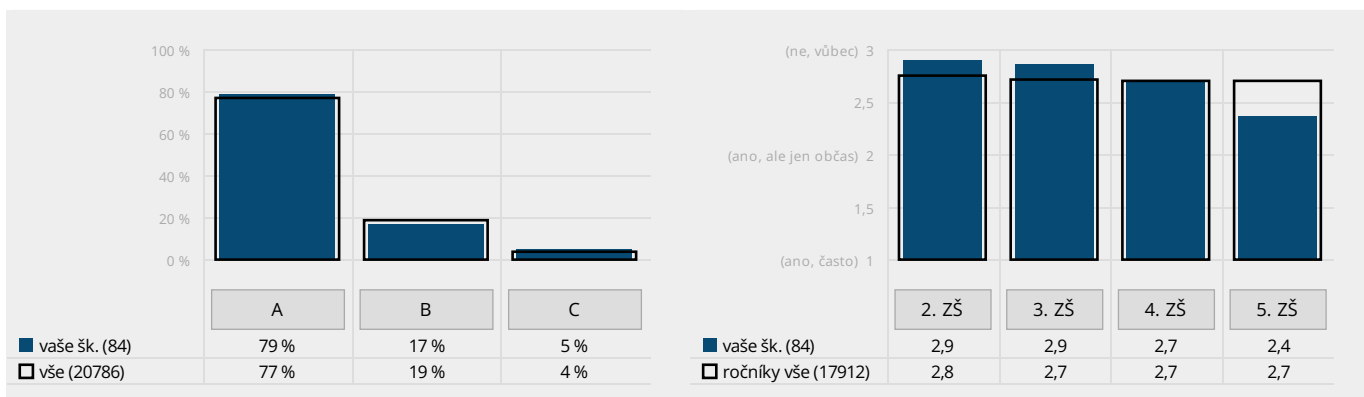 100 %
80 %
60 %
40 %
20 %
0 %
A B C
vaše šk. (84) 79 % 17 % 5 %
vše (20786) 77 % 19 % 4 %
(ne, vůbec) 3
2,5
(ano, ale jen občas) 2
1,5
(ano, často) 1
2. ZŠ 3. ZŠ 4. ZŠ 5. ZŠ
vaše šk. (84) 2,9 2,9 2,7 2,4
ročníky vše (17912) 2,8 2,7 2,7 2,7